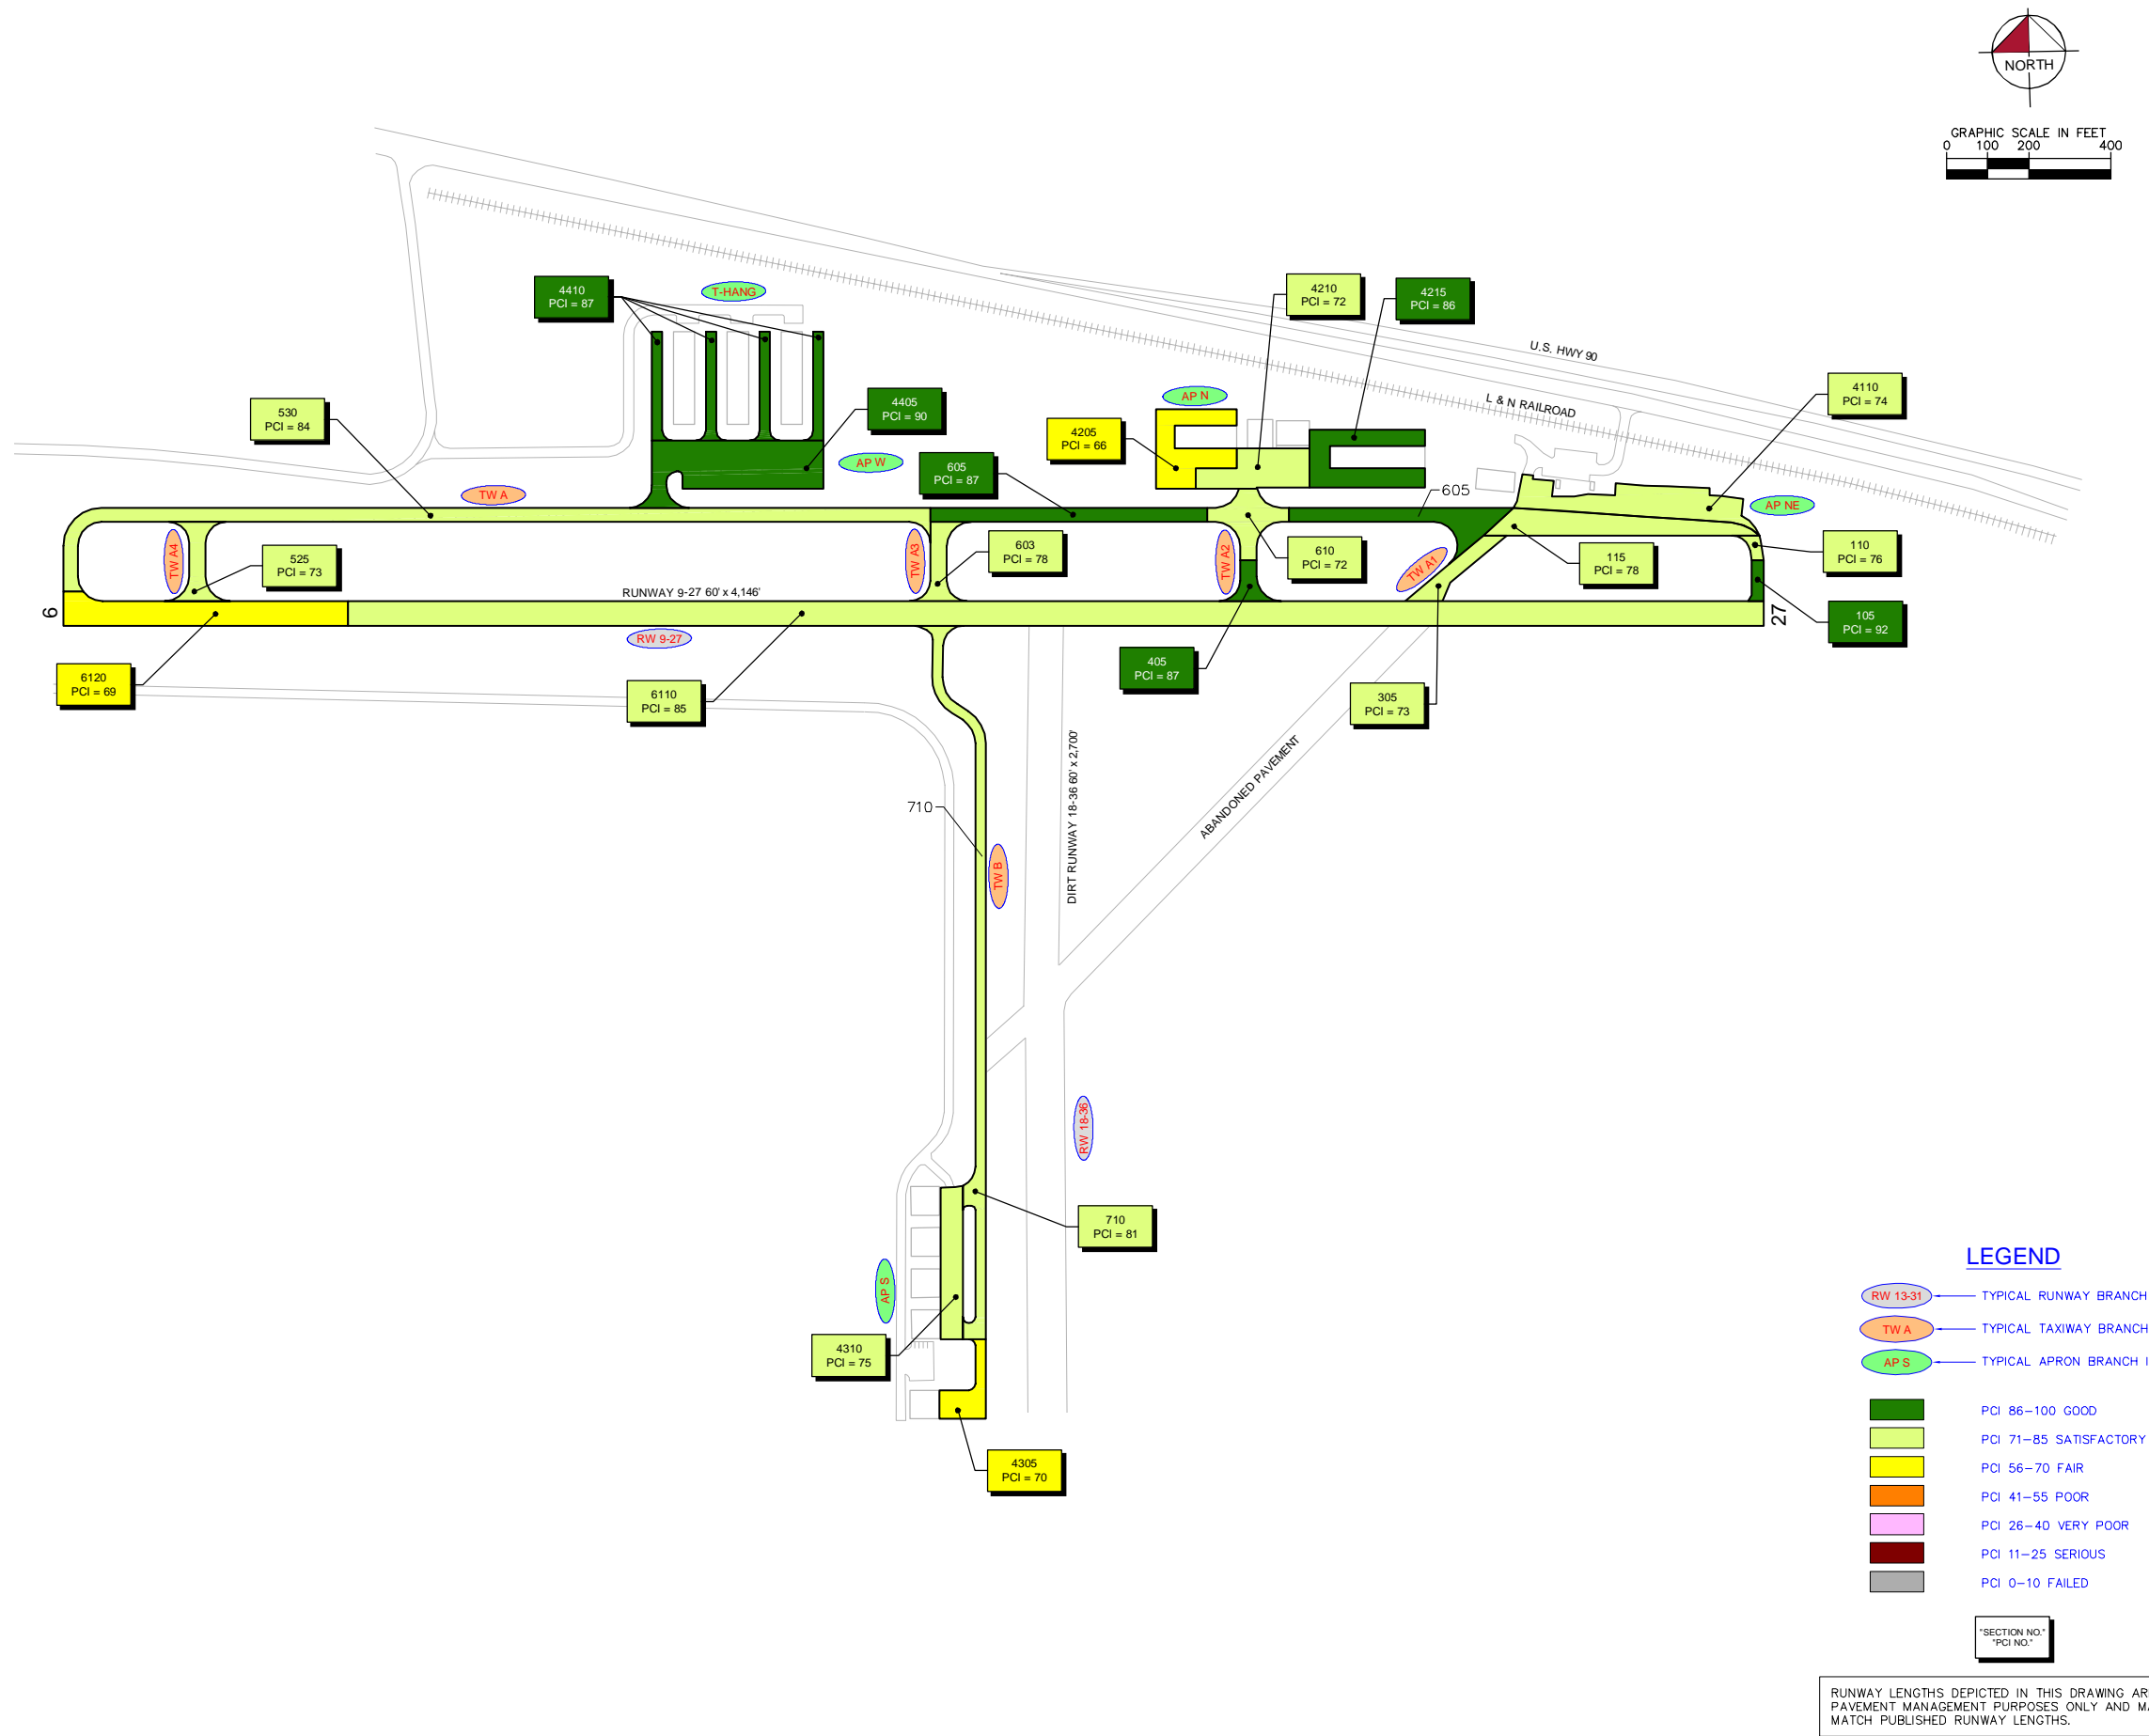 NORTH
GRAPHIC SCALE IN FEET
0 100 200 400
4410
PCI = 87
T-HANG
4210
PCI = 72
4215
PCI = 86
U.S. HWY 90
L & N RAILROAD
4110
PCI = 74
530
PCI = 84
4405
PCI = 90
AP N
4205
PCI = 66
AP W
605
PCI = 87
TW A
605
AP NE
TW A4
525
PCI = 73
TW A3
603
PCI = 78
TW A2
610
PCI = 72
TW A1
115
PCI = 78
110
PCI = 76
RUNWAY 9-27 60' x 4,146'
9
27
105
PCI = 92
RW 9-27
6120
PCI = 69
6110
PCI = 85
405
PCI = 87
305
PCI = 73
DIRT RUNWAY 18-36 60' x 2,700'
ABANDONED PAVEMENT
710
TW B
RW 18-36
710
PCI = 81
AP S
4310
PCI = 75
4305
PCI = 70
LEGEND
RW 13-31 TYPICAL RUNWAY BRANCH
TW A TYPICAL TAXIWAY BRANCH
AP S TYPICAL APRON BRANCH I
PCI 86-100 GOOD
PCI 71-85 SATISFACTORY
PCI 56-70 FAIR
PCI 41-55 POOR
PCI 26-40 VERY POOR
PCI 11-25 SERIOUS
PCI 0-10 FAILED
"SECTION NO."
"PCI NO."
RUNWAY LENGTHS DEPICTED IN THIS DRAWING AR
PAVEMENT MANAGEMENT PURPOSES ONLY AND MA
MATCH PUBLISHED RUNWAY LENGTHS.